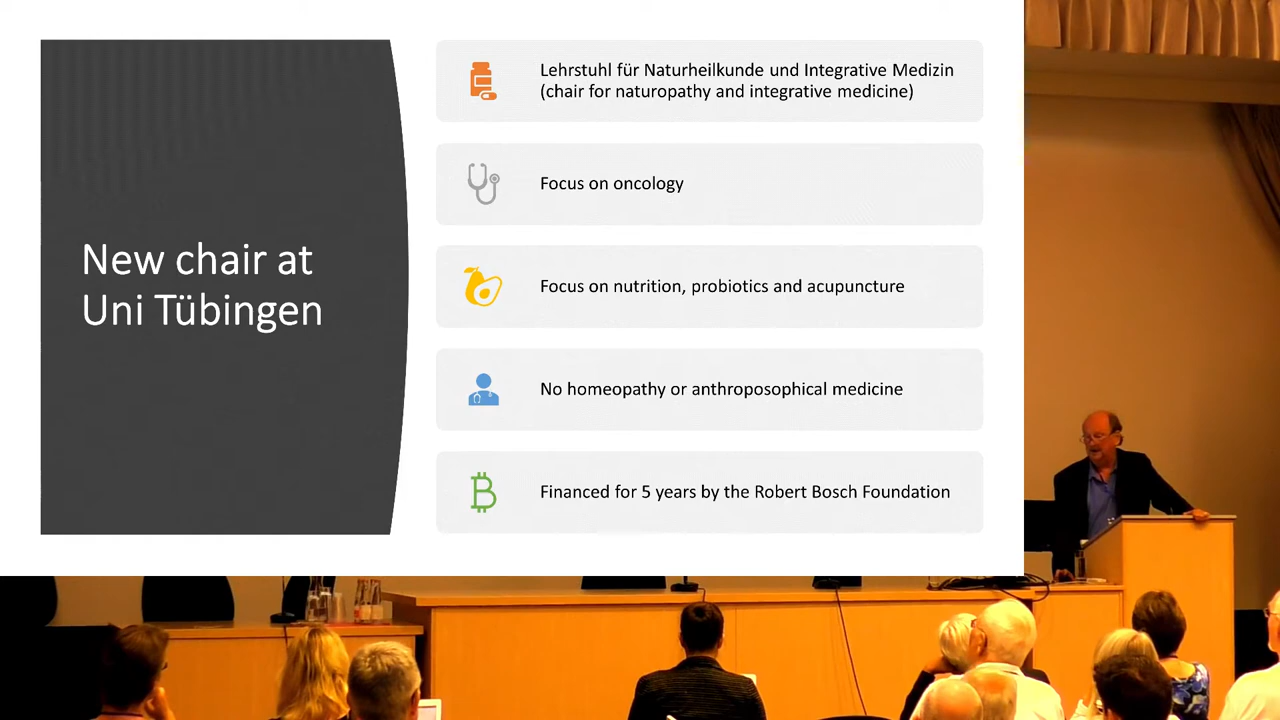 New chair at
Uni Tübingen
Lehrstuhl für Naturheilkunde und Integrative Medizin
(chair for naturopathy and integrative medicine)
Focus on oncology
Focus on nutrition, probiotics and acupuncture
No homeopathy or anthroposophical medicine
Financed for 5 years by the Robert Bosch Foundation